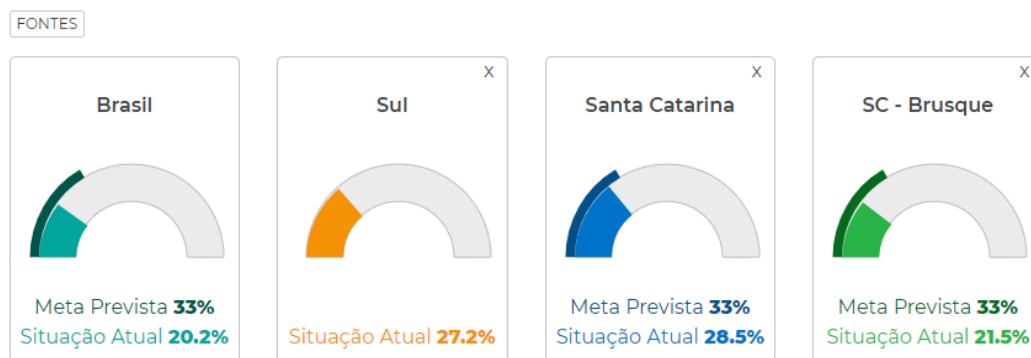 FONTES
Brasil
Meta Prevista 33%
Situação Atual 20.2%
X
Sul
Situação Atual 27.2%
X
Santa Catarina
Meta Prevista 33%
Situação Atual 28.5%
X
SC - Brusque
Meta Prevista 33%
Situação Atual 21.5%